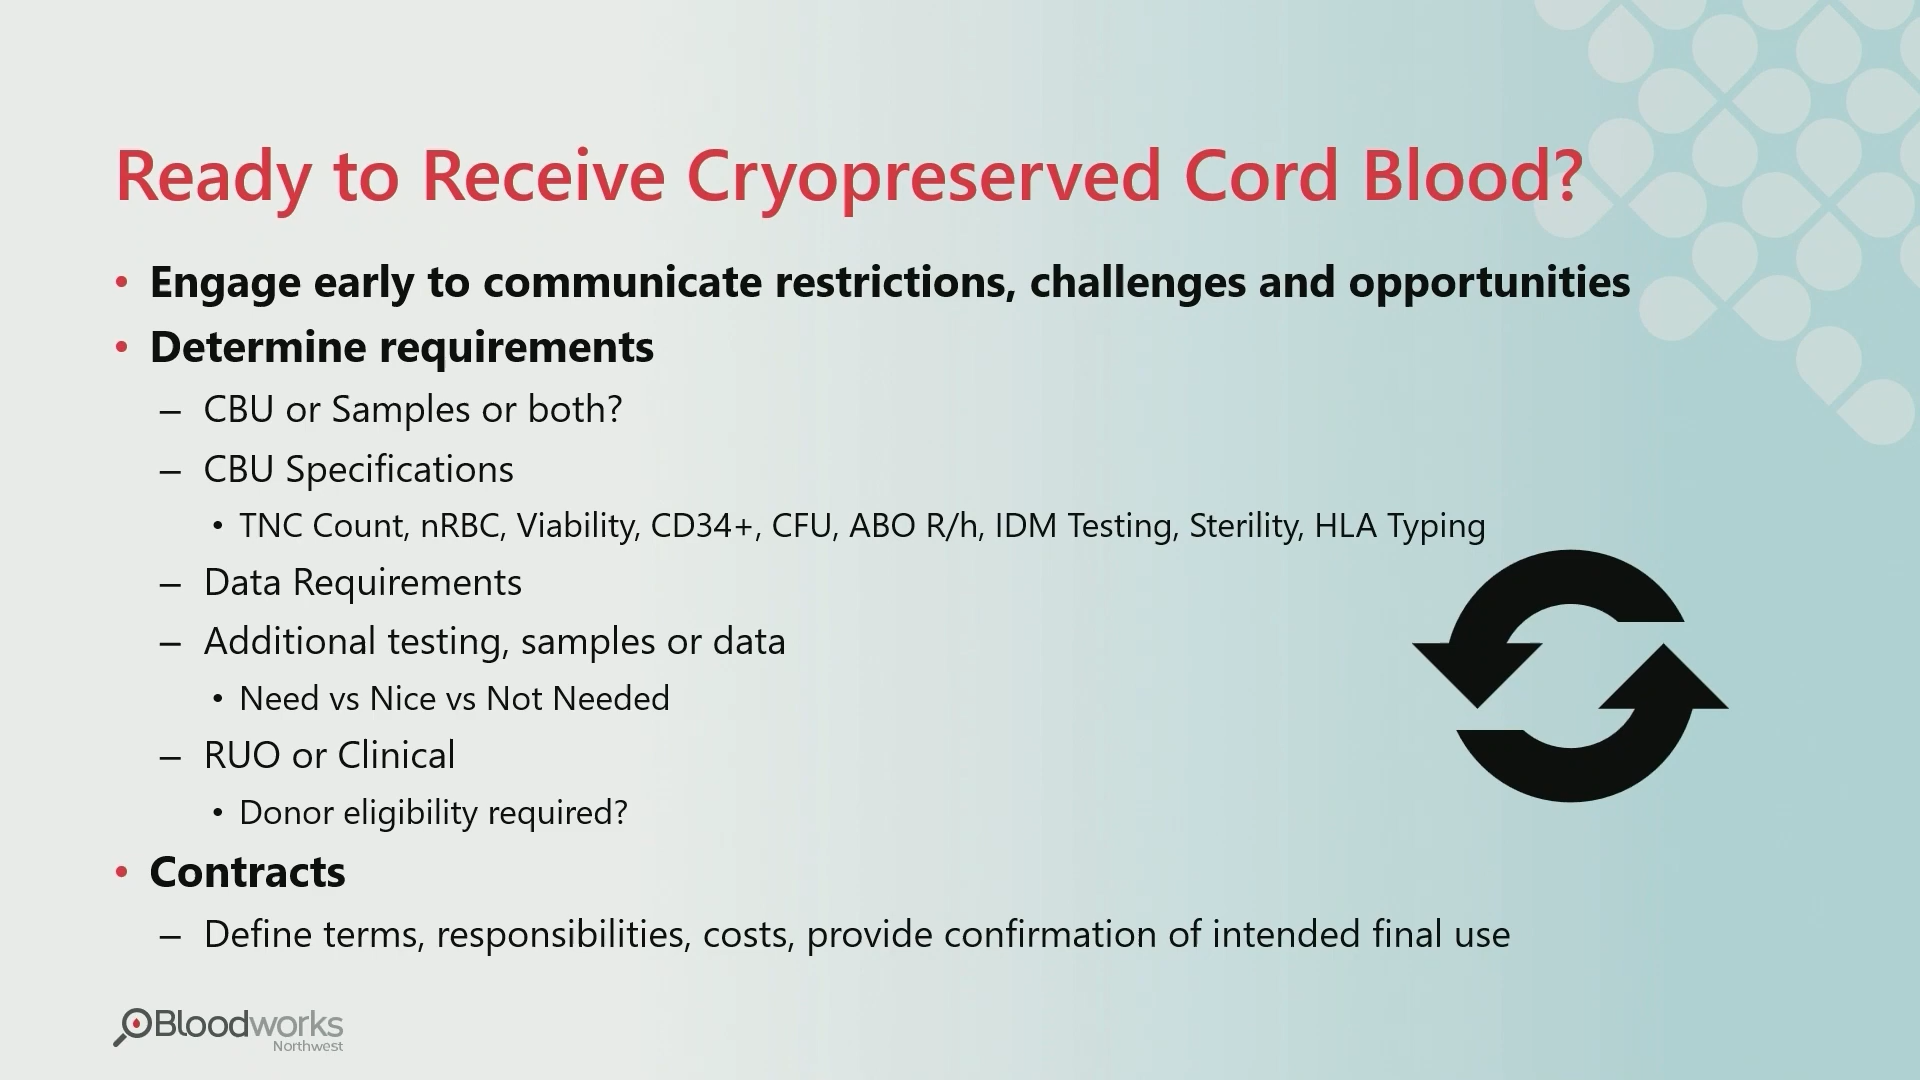 Ready to Receive Cryopreserved Cord Blood?
• Engage early to communicate restrictions, challenges and opportunities
• Determine requirements
– CBU or Samples or both?
– CBU Specifications
• TNC Count, nRBC, Viability, CD34+, CFU, ABO R/h, IDM Testing, Sterility, HLA Typing
– Data Requirements
– Additional testing, samples or data
• Need vs Nice vs Not Needed
– RUO or Clinical
• Donor eligibility required?
• Contracts
– Define terms, responsibilities, costs, provide confirmation of intended final use
Bloodworks
Northwest